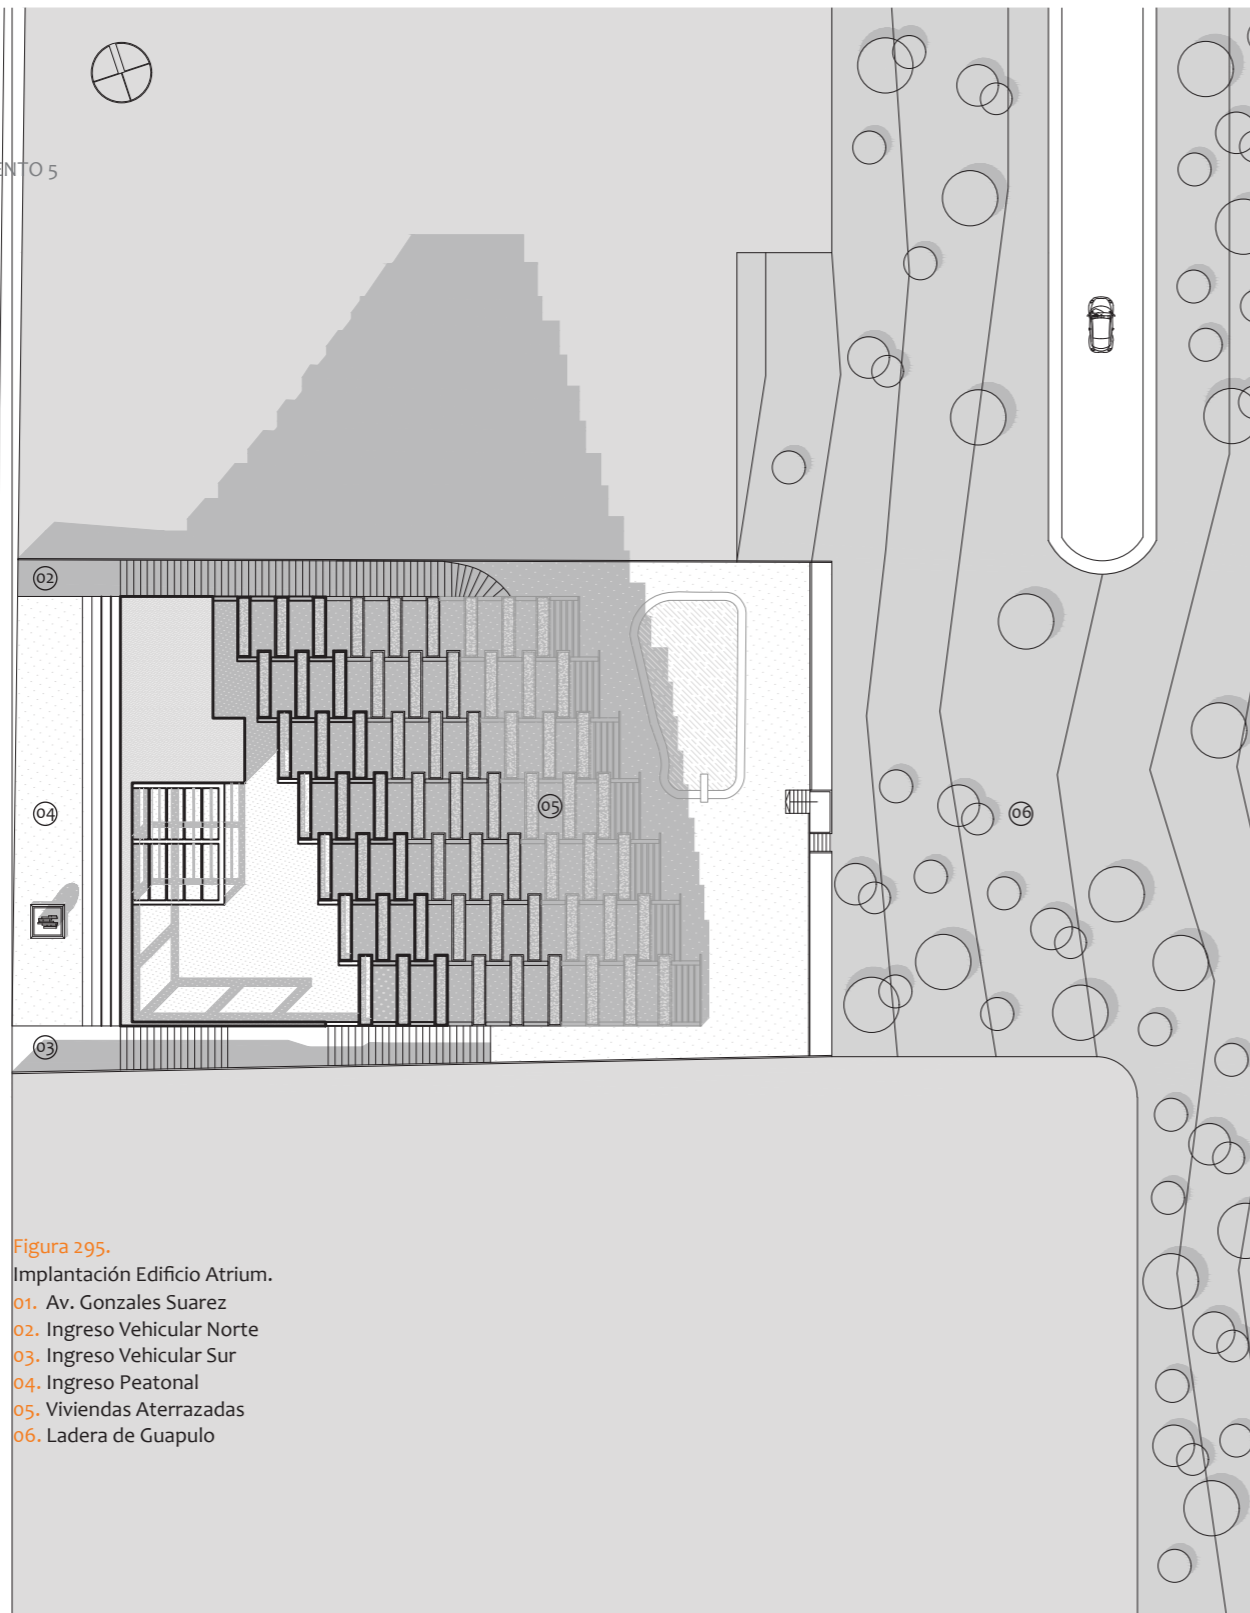 ENTO 5
02
04
05
06
03
Figura 295.
Implantación Edificio Atrium.
01. Av. Gonzales Suarez
02. Ingreso Vehicular Norte
03. Ingreso Vehicular Sur
04. Ingreso Peatonal
05. Viviendas Aterrazadas
06. Ladera de Guapulo